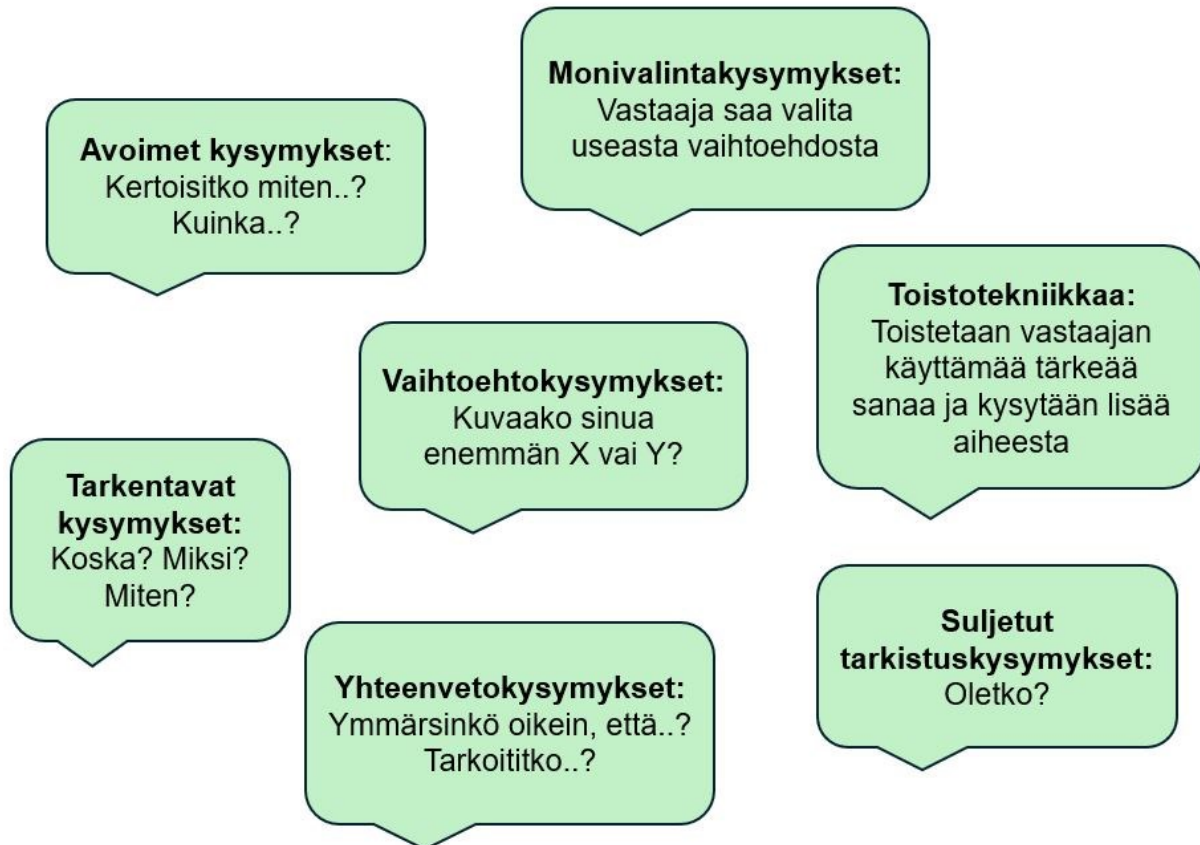 Monivalintakysymykset:
Vastaaja saa valita
useasta vaihtoehdosta
Avoimet kysymykset:
Kertoisitko miten..?
Kuinka..?
Toistotekniikkaa:
Toistetaan vastaajan
käyttämää tärkeää
sanaa ja kysytään lisää
aiheesta
Vaihtoehtokysymykset:
Kuvaako sinua
enemmän X vai Y?
Tarkentavat
kysymykset:
Koska? Miksi?
Miten?
Suljetut
tarkistuskysymykset:
Oletko?
Yhteenvetokysymykset:
Ymmärsinkö oikein, että..?
Tarkoititko..?